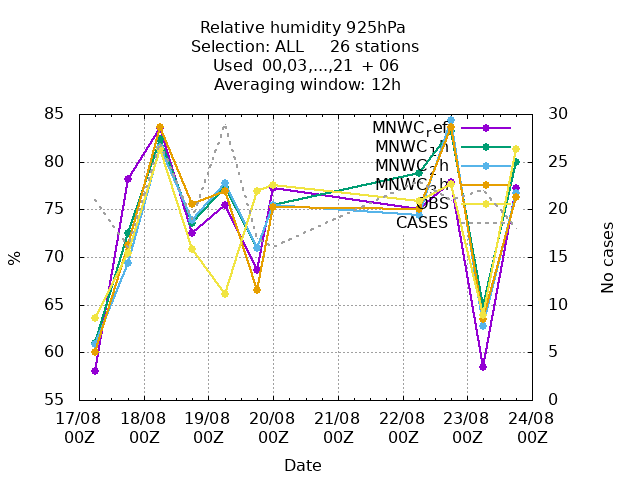 Relative humidity 925hPa
Selection: ALL 26 stations
Used 00,03,...,21 + 06
Averaging window: 12h
85
80
75
70
65
60
55
30
25
20
15
10
5
0
%
No cases
MNWC_ref
MNWC_1h
MNWC_2h
MNWC_3h
OBS
CASES
17/08 18/08 19/08 20/08 21/08 22/08 23/08 24/08
00Z 00Z 00Z 00Z 00Z 00Z 00Z 00Z
Date